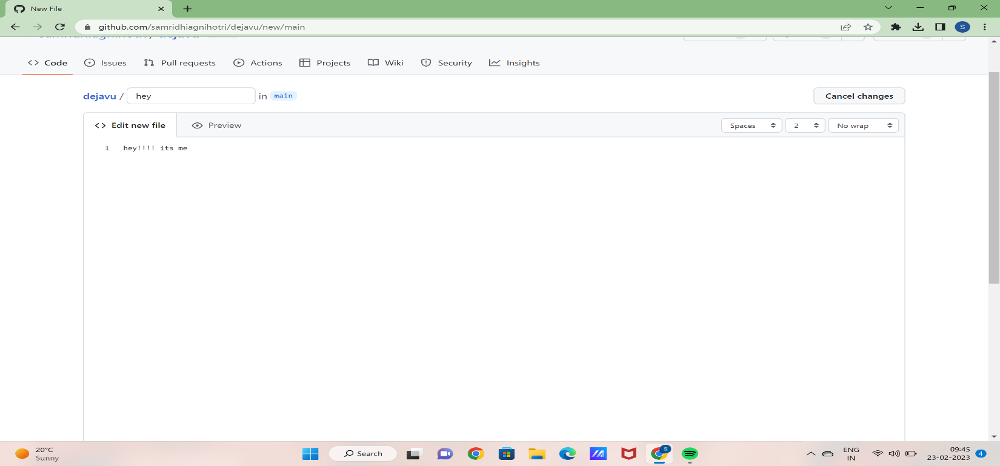 New File
github.com/samridhiagnihotri/dejavu/new/main
S
Code Issues Pull requests Actions Projects Wiki Security Insights
dejavu / hey in main Cancel changes
Edit new file Preview Spaces 2 No wrap
1 hey!!!! its me
20°C
Sunny
Search
S
ENG
IN
09:45
23-02-2023
4